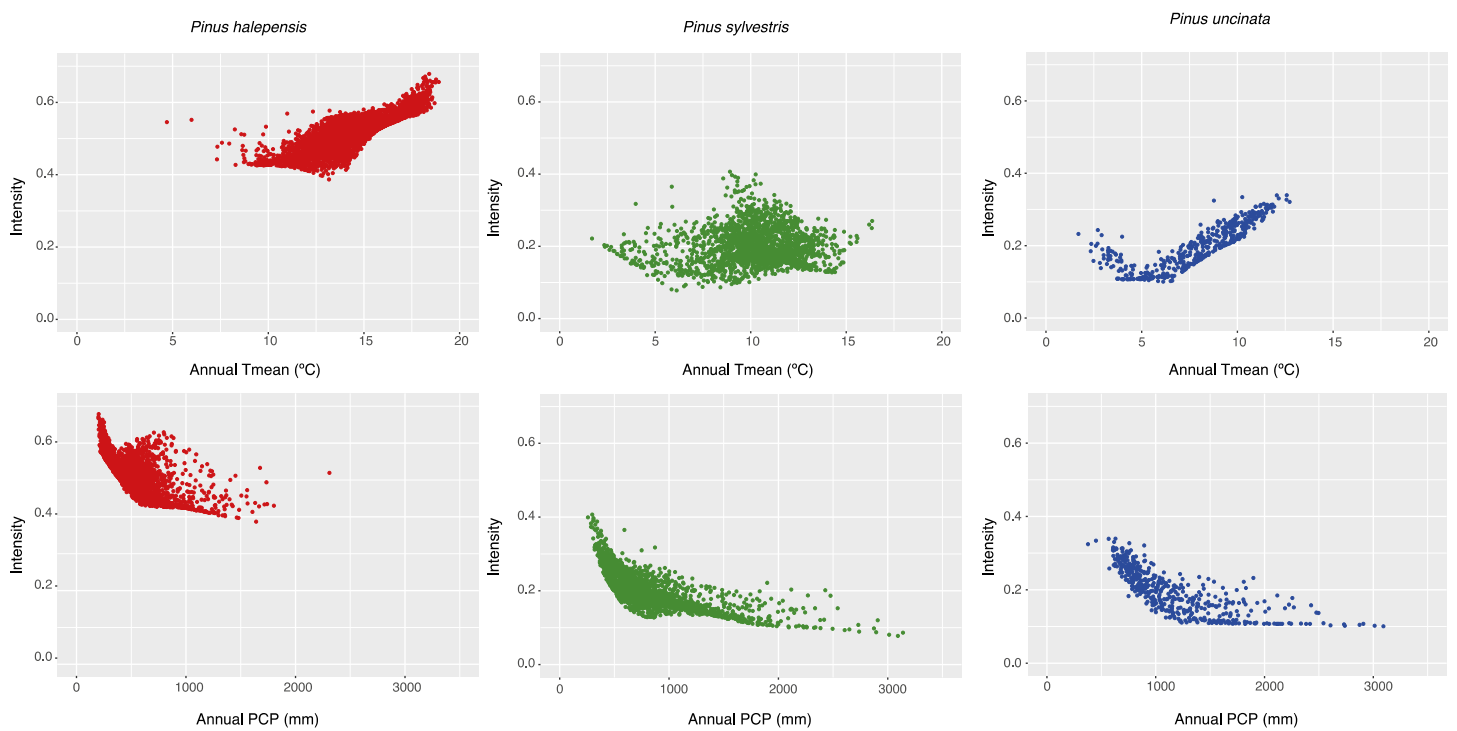 Pinus halepensis
Pinus sylvestris
Pinus uncinata
Intensity
0.6
0.4
0.2
0.0
0 5 10 15 20
Annual Tmean (ºC)
Intensity
0.6
0.4
0.2
0.0
0 5 10 15 20
Annual Tmean (ºC)
Intensity
0.6
0.4
0.2
0.0
0 5 10 15 20
Annual Tmean (ºC)
Intensity
0.6
0.4
0.2
0.0
0 1000 2000 3000
Annual PCP (mm)
Intensity
0.6
0.4
0.2
0.0
0 1000 2000 3000
Annual PCP (mm)
Intensity
0.6
0.4
0.2
0.0
0 1000 2000 3000
Annual PCP (mm)